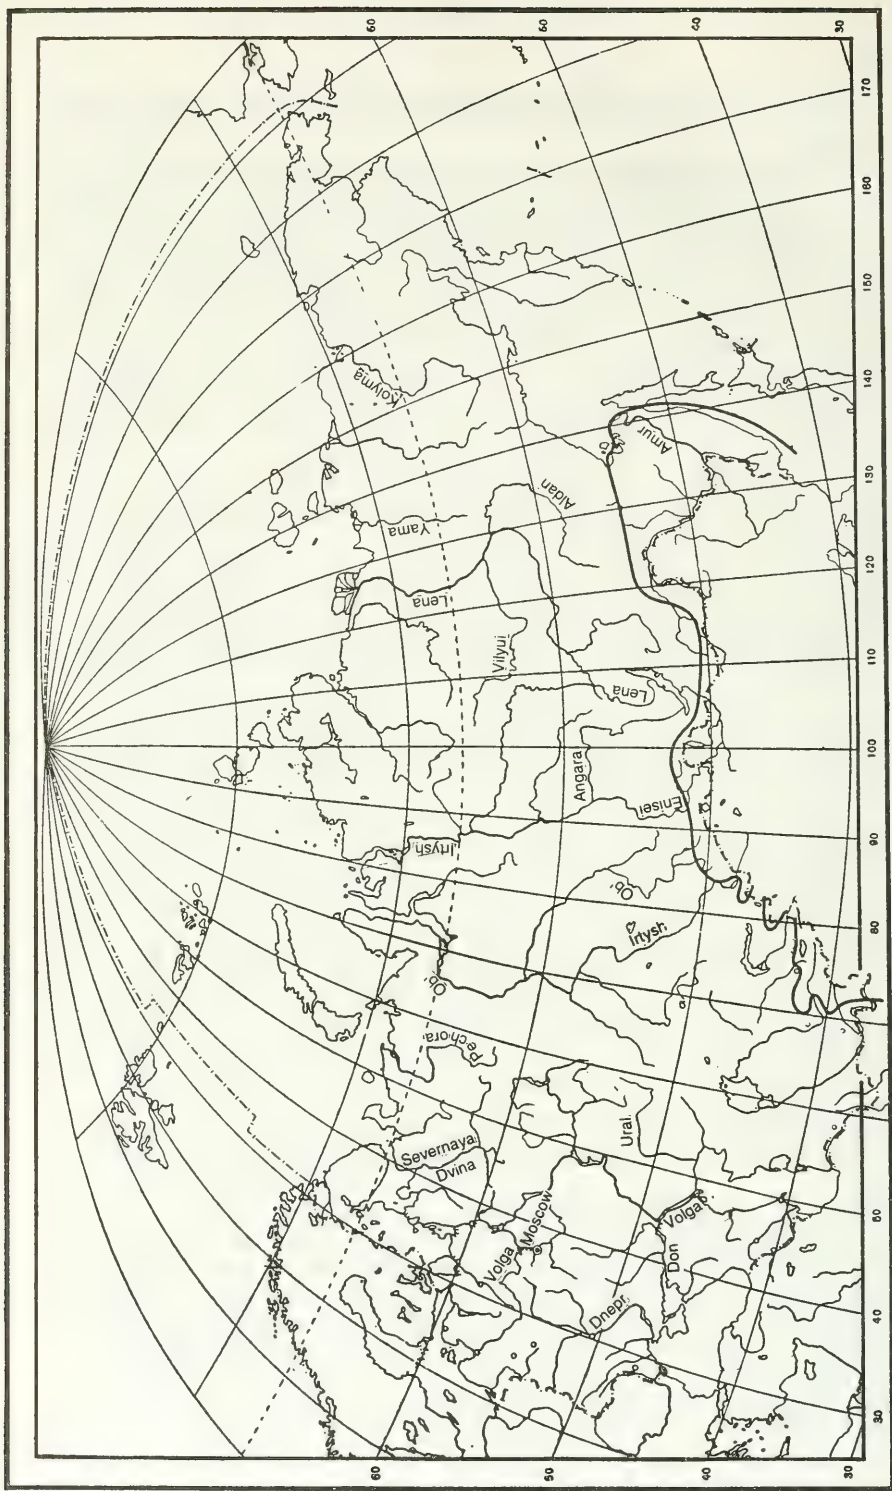 60
50
40
30
170
160
150
140
130
120
110
100
90
80
50
40
30
60
50
40
30
Kolyma
Yama
Lena
Aldan
Amur
Vilyui
Lena
Angara
Enisei
Irtysh
Ob
Irtysh
Ob
Pechora
Severnaya
Dvina
Ural
Volga
Moscow
Volga
Don
Dnepr